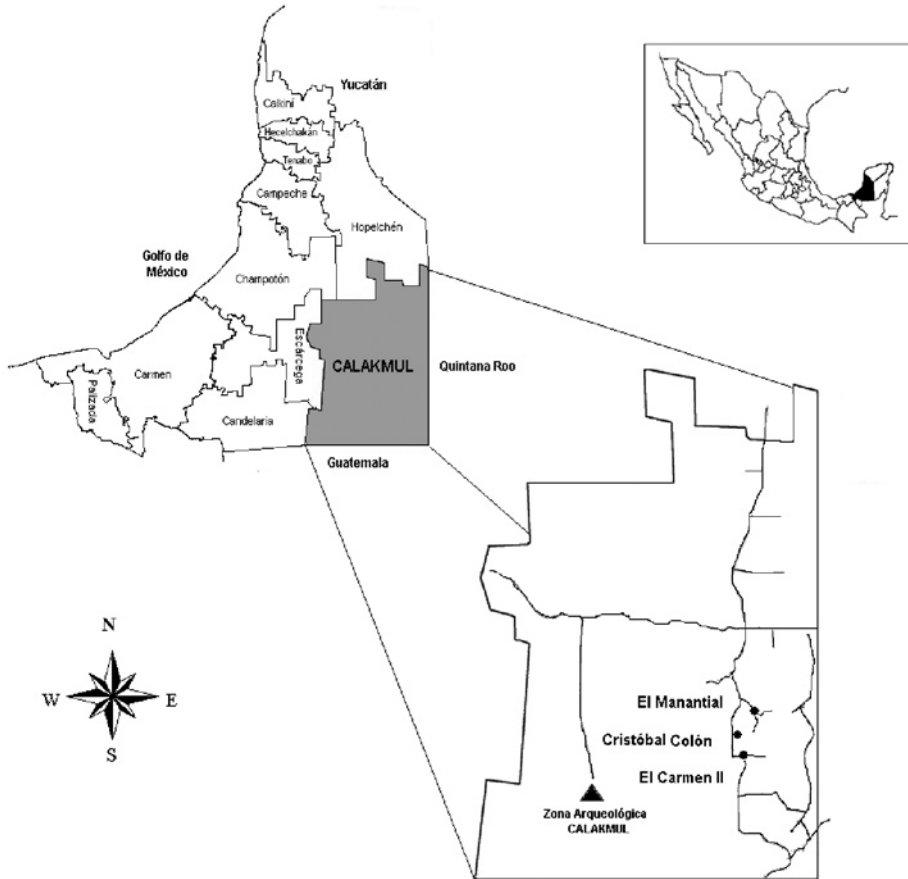 Yucatán
Calkiní
Hecelchakán
Tenabo
Campeche
Hopelchén
Golfo de
México
Champotón
Escárcega
CALAKMUL
Quintana Roo
Carmen
Palizada
Candelaria
Guatemala
N
W
E
S
El Manantial
Cristóbal Colón
El Carmen II
Zona Arqueológica
CALAKMUL